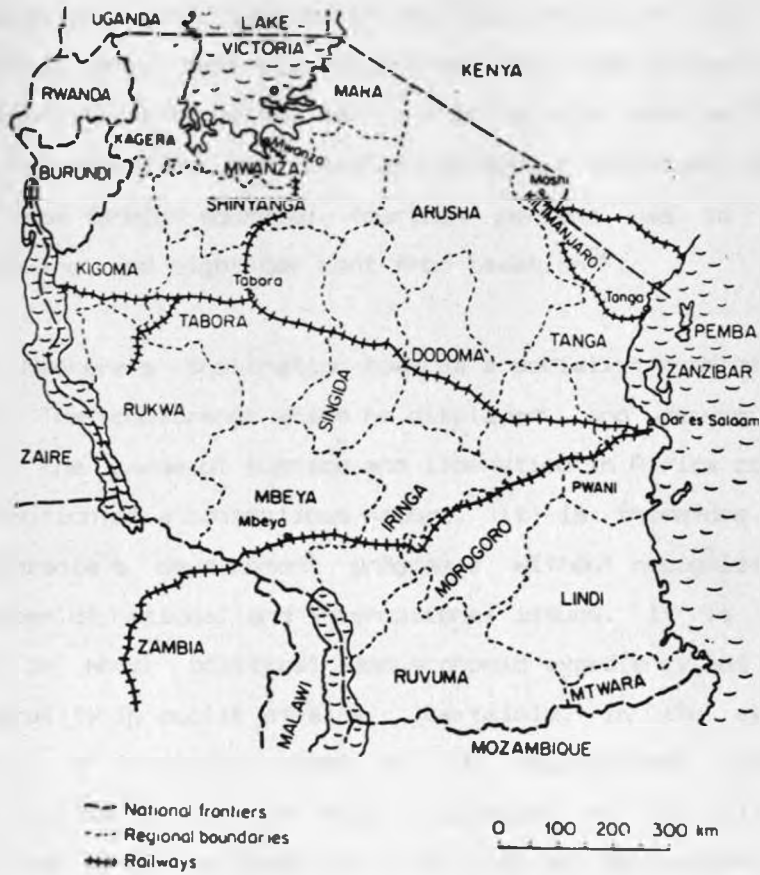 UGANDA
LAKE
VICTORIA
KENYA
MARA
RWANDA
KAGERA
Mwanza
MWANZA
BURUNDI
Moshi
SHINYANGA
ARUSHA
KILIMANJARO
KIGOMA
Tabora
Tanga
TABORA
TANGA
PEMBA
DODOMA
ZANZIBAR
SINGIDA
RUKWA
Dar es Salaam
ZAIRE
PWANI
MBEYA
IRINGA
Mbeya
MOROGORO
LINDI
ZAMBIA
RUVUMA
MTWARA
MALAWI
MOZAMBIQUE
National frontiers
Regional boundaries
Railways
0 100 200 300 km